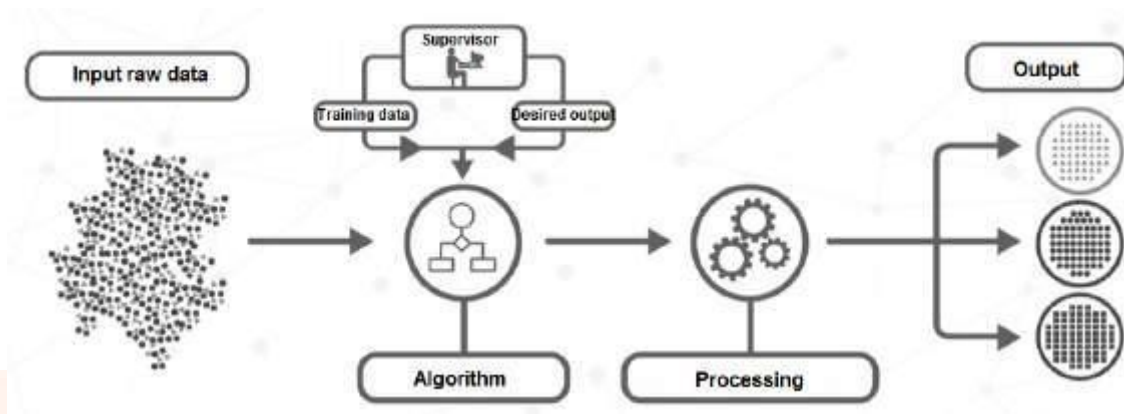 Input raw data
Supervisor
Training data
Desired output
Algorithm
Processing
Output